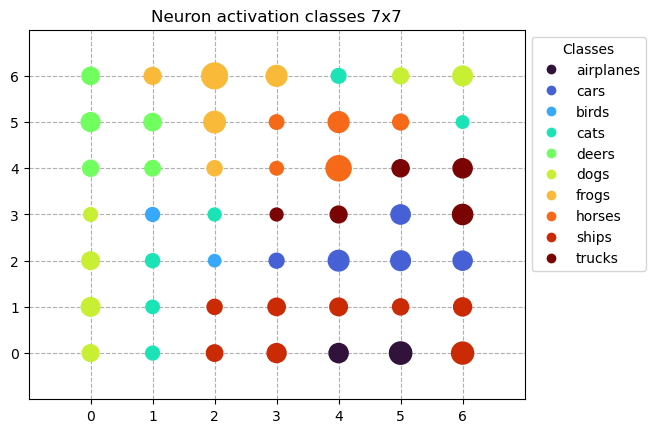 Neuron activation classes 7x7
6
5
4
3
2
1
0
0 1 2 3 4 5 6
Classes
airplanes
cars
birds
cats
deers
dogs
frogs
horses
ships
trucks